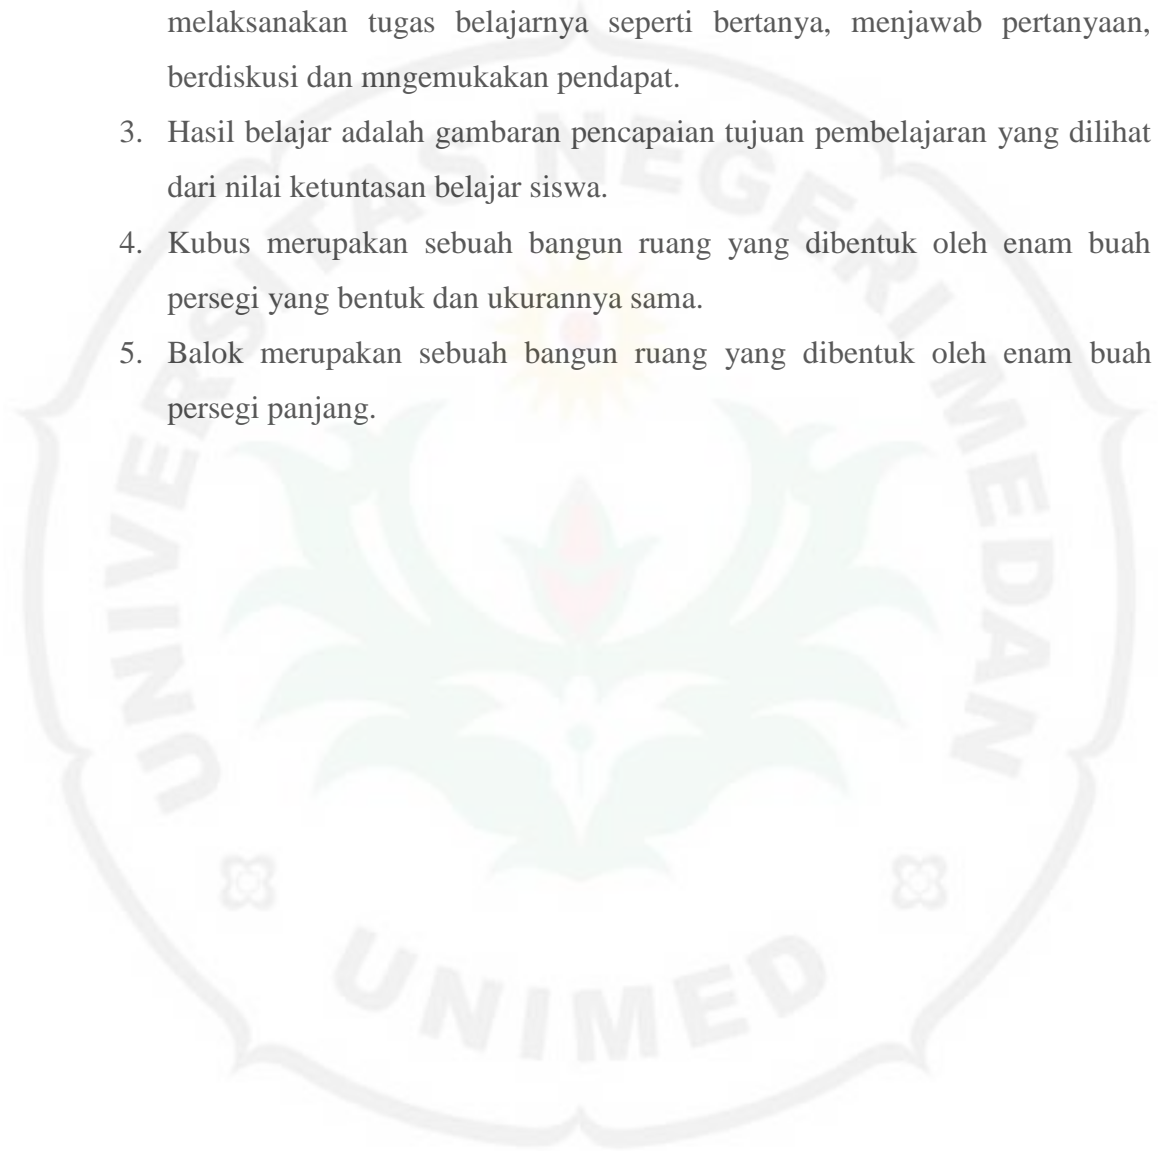 melaksanakan tugas belajarnya seperti bertanya, menjawab pertanyaan,
berdiskusi dan mngemukakan pendapat.
3. Hasil belajar adalah gambaran pencapaian tujuan pembelajaran yang dilihat
dari nilai ketuntasan belajar siswa.
4. Kubus merupakan sebuah bangun ruang yang dibentuk oleh enam buah
persegi yang bentuk dan ukurannya sama.
5. Balok merupakan sebuah bangun ruang yang dibentuk oleh enam buah
persegi panjang.
UNIVERSITAS NEGERI MEDAN
UNIMED